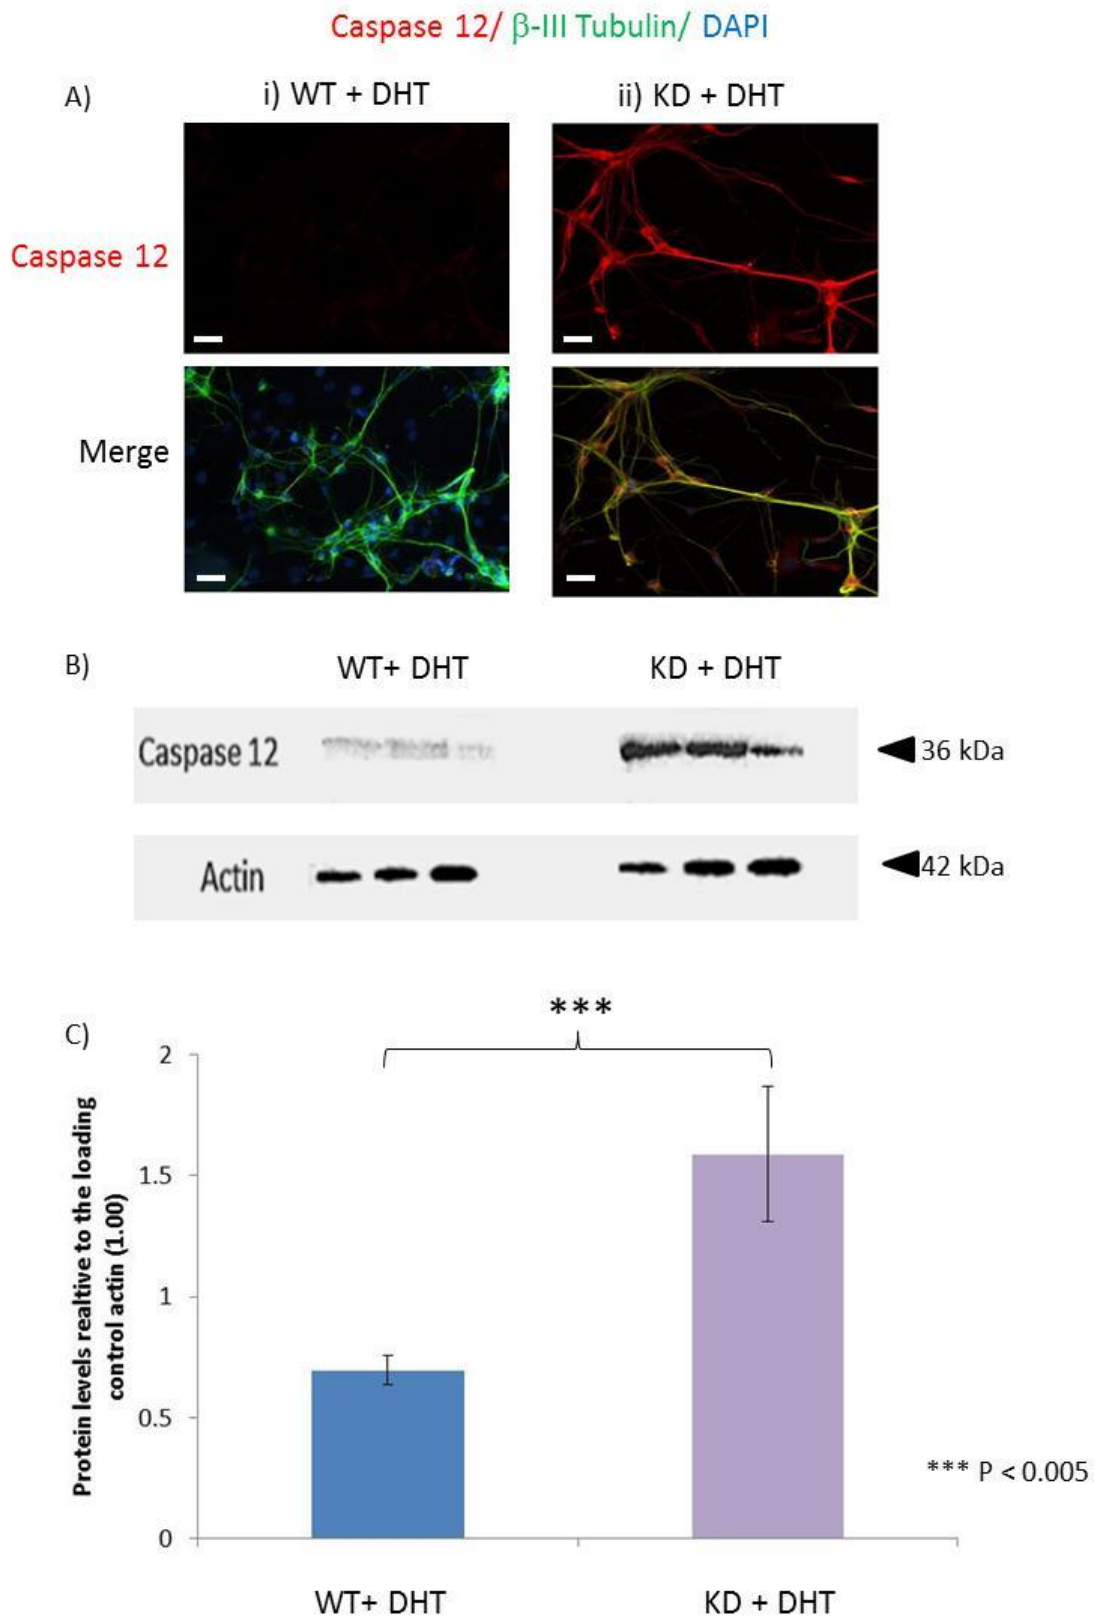 Caspase 12/ β-III Tubulin/ DAPI
A)
i) WT + DHT
ii) KD + DHT
Caspase 12
Merge
B)
WT+ DHT
KD + DHT
Caspase 12
36 kDa
Actin
42 kDa
C)
***
Protein levels realtive to the loading
control actin (1.00)
2
1.5
1
0.5
0
*** P < 0.005
WT+ DHT
KD + DHT